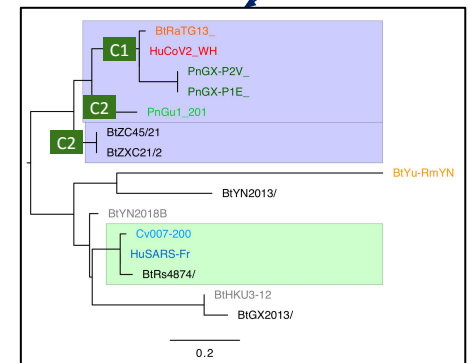 BtRaTG13_
C1
HuCoV2_WH
PnGX-P2V_
PnGX-P1E_
C2
PnGu1_201
BtZC45/21
C2
BtZXC21/2
BtYu-RmYN
BtYN2013/
BtYN2018B
Cv007-200
HuSARS-Fr
BtRs4874/
BtHKU3-12
BtGX2013/
0.2